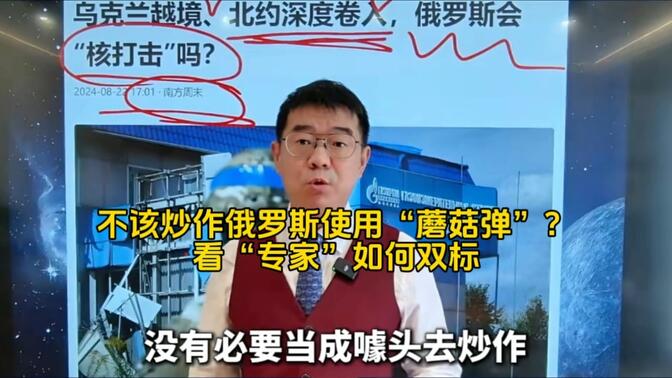 乌克兰越境、北约深度卷入，俄罗斯会
“核打击”吗？
2024-08-22 17:01 · 南方周末
不该炒作俄罗斯使用“蘑菇弹”？
看“专家”如何双标
没有必要当成噱头去炒作